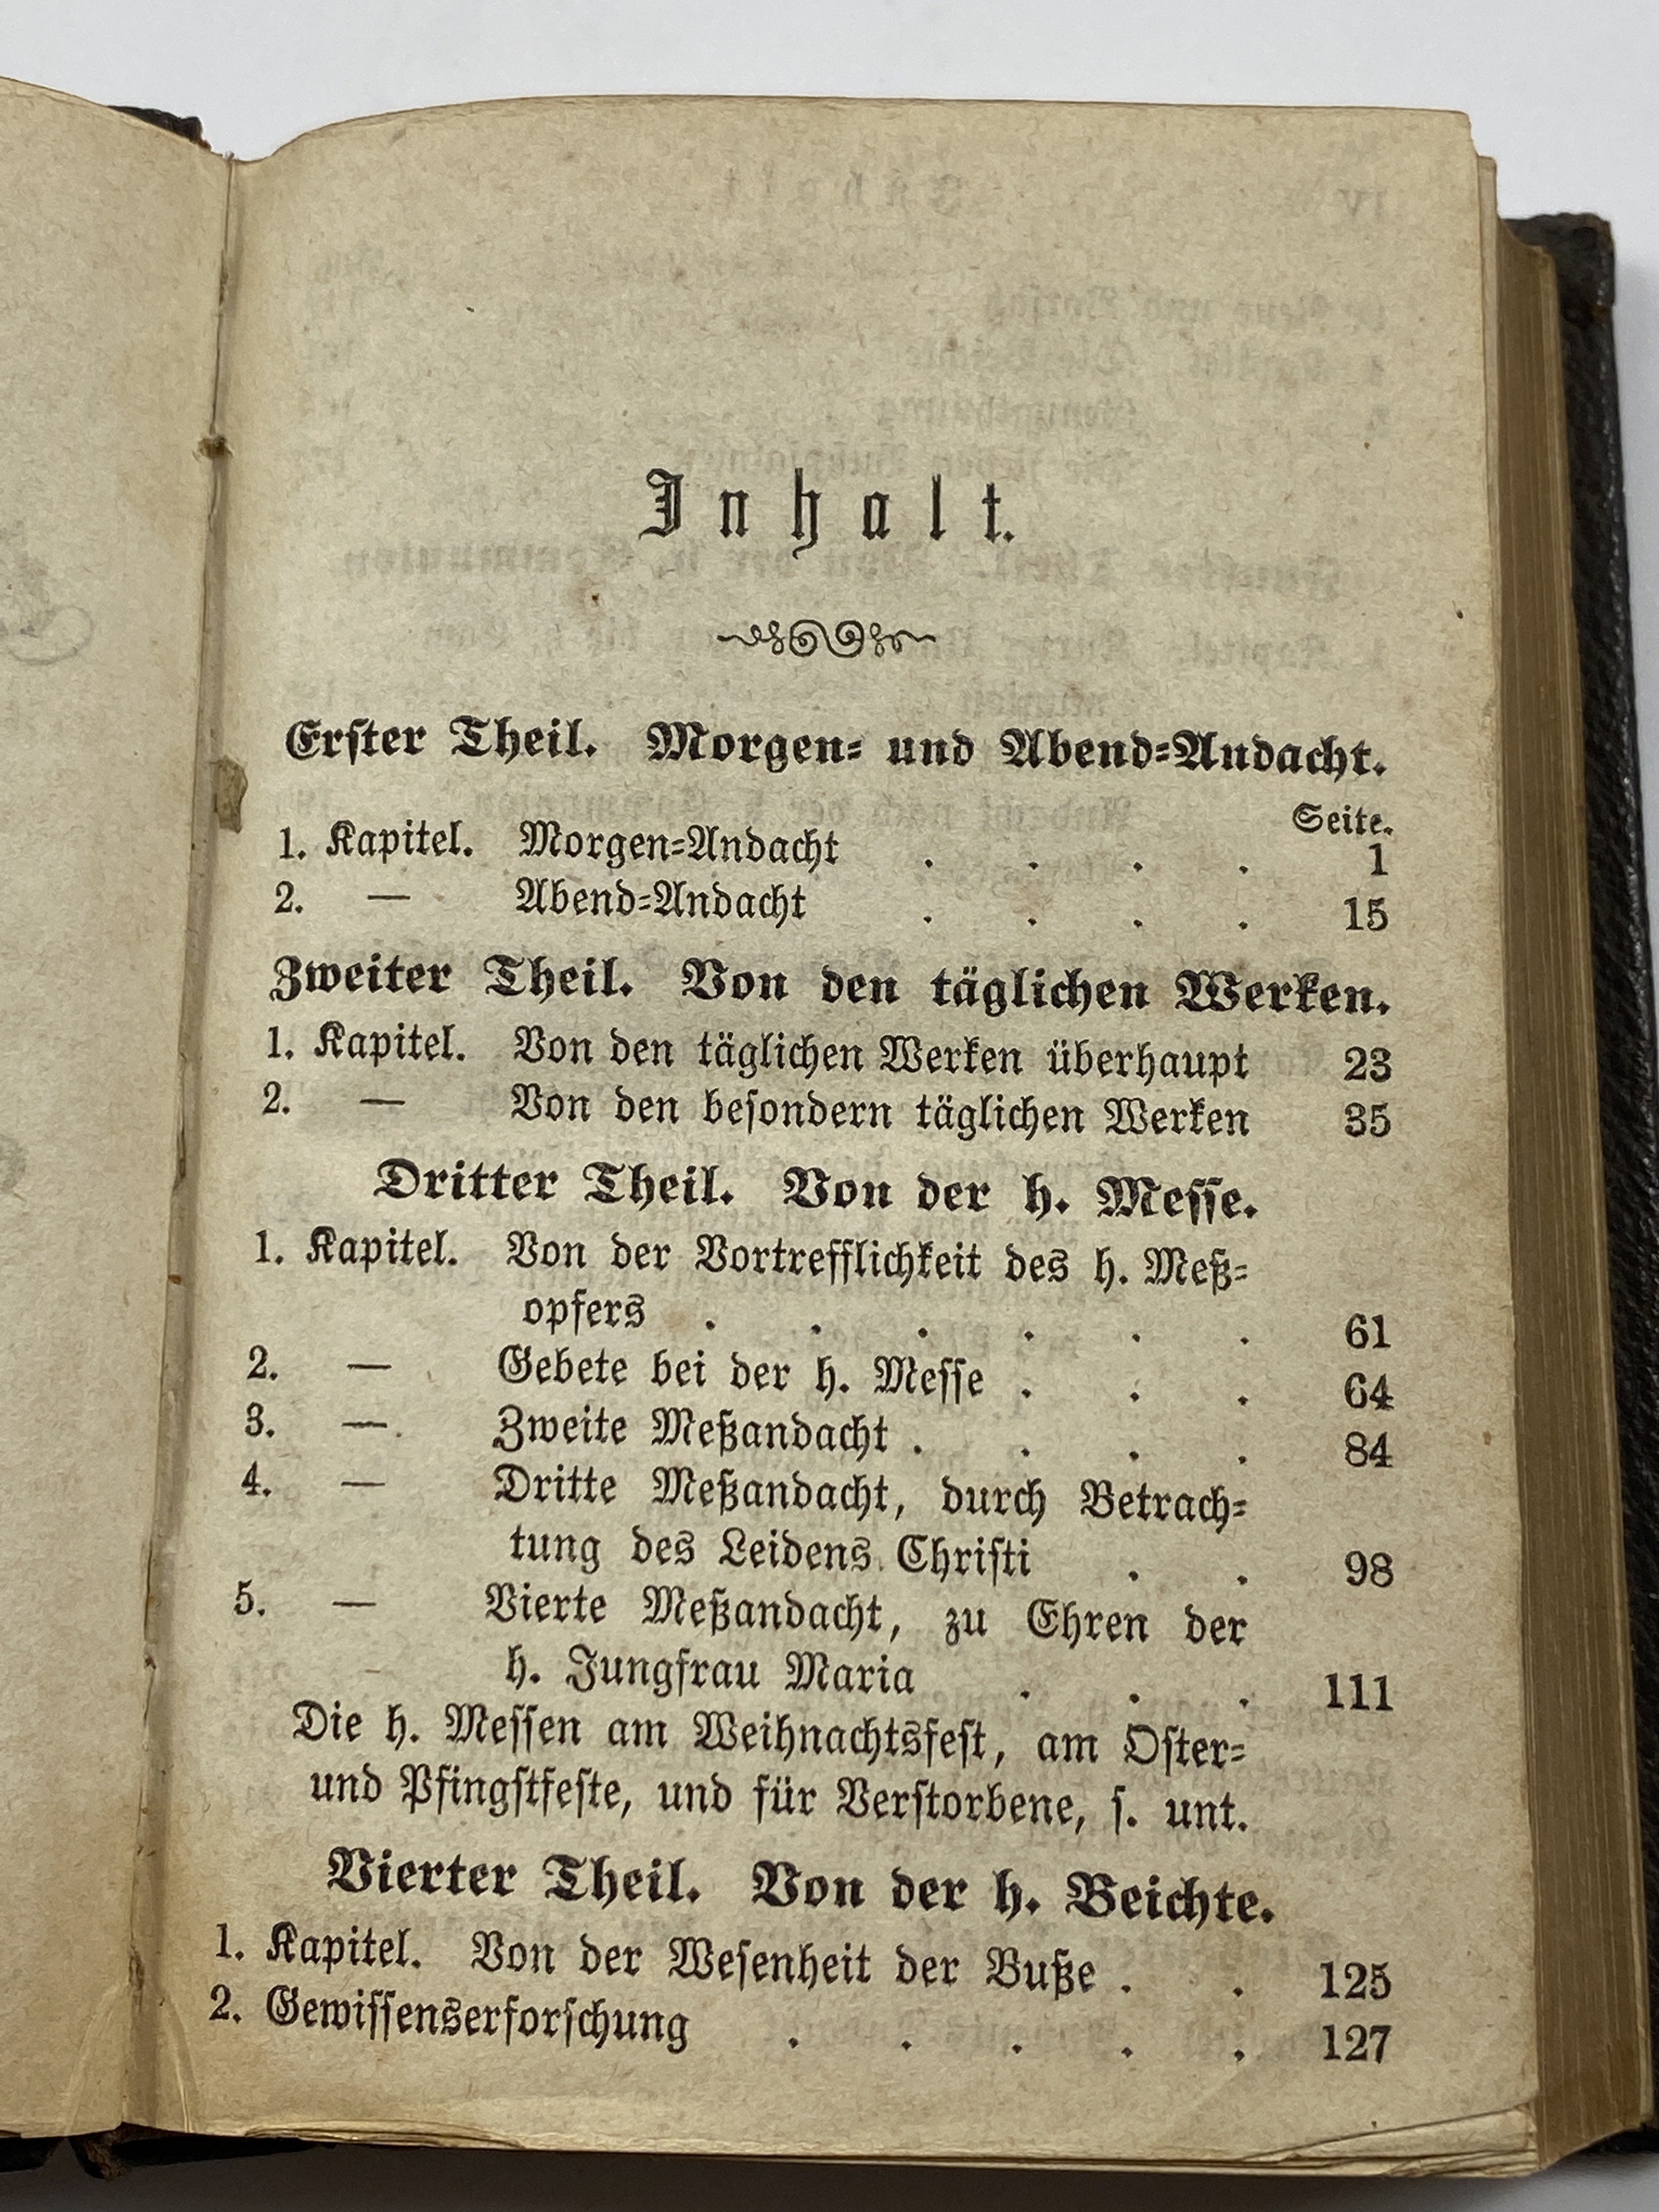 Inhalt.
Erster Theil. Morgen- und Abend-Andacht.
Seite.
1. Kapitel. Morgen-Andacht . . . . 1
2. — Abend-Andacht . . . . 15
Zweiter Theil. Von den täglichen Werken.
1. Kapitel. Von den täglichen Werken überhaupt 23
2. — Von den besondern täglichen Werken 35
Dritter Theil. Von der h. Messe.
1. Kapitel. Von der Vortrefflichkeit des h. Meß-
opfers . . . . . . 61
2. — Gebete bei der h. Messe . . . 64
3. — Zweite Meßandacht . . . . 84
4. — Dritte Meßandacht, durch Betrach-
tung des Leidens Christi . . 98
5. — Vierte Meßandacht, zu Ehren der
h. Jungfrau Maria . . . 111
Die h. Messen am Weihnachtsfest, am Oster-
und Pfingstfeste, und für Verstorbene, s. unt.
Vierter Theil. Von der h. Beichte.
1. Kapitel. Von der Wesenheit der Buße . . 125
2. Gewissenserforschung . . . . . 127